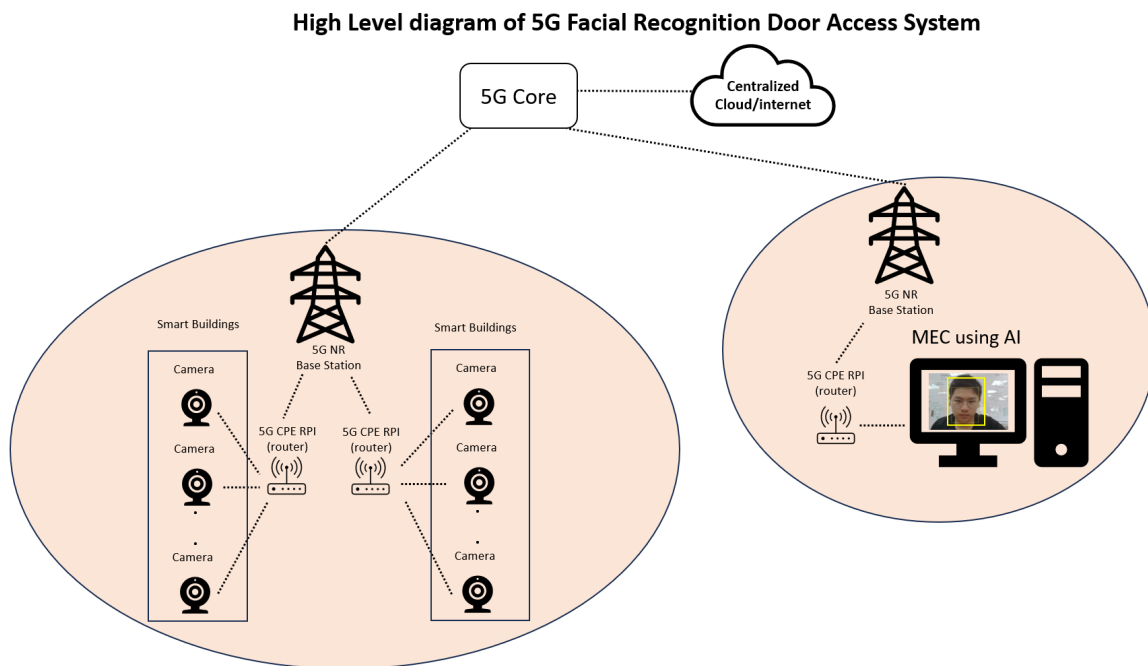 High Level diagram of 5G Facial Recognition Door Access System
5G Core
Centralized
Cloud/internet
5G NR
Base Station
Smart Buildings
Camera
Camera
Camera
5G NR
Base Station
5G CPE RPI
(router)
5G CPE RPI
(router)
Smart Buildings
Camera
Camera
Camera
MEC using AI
5G CPE RPI
(router)